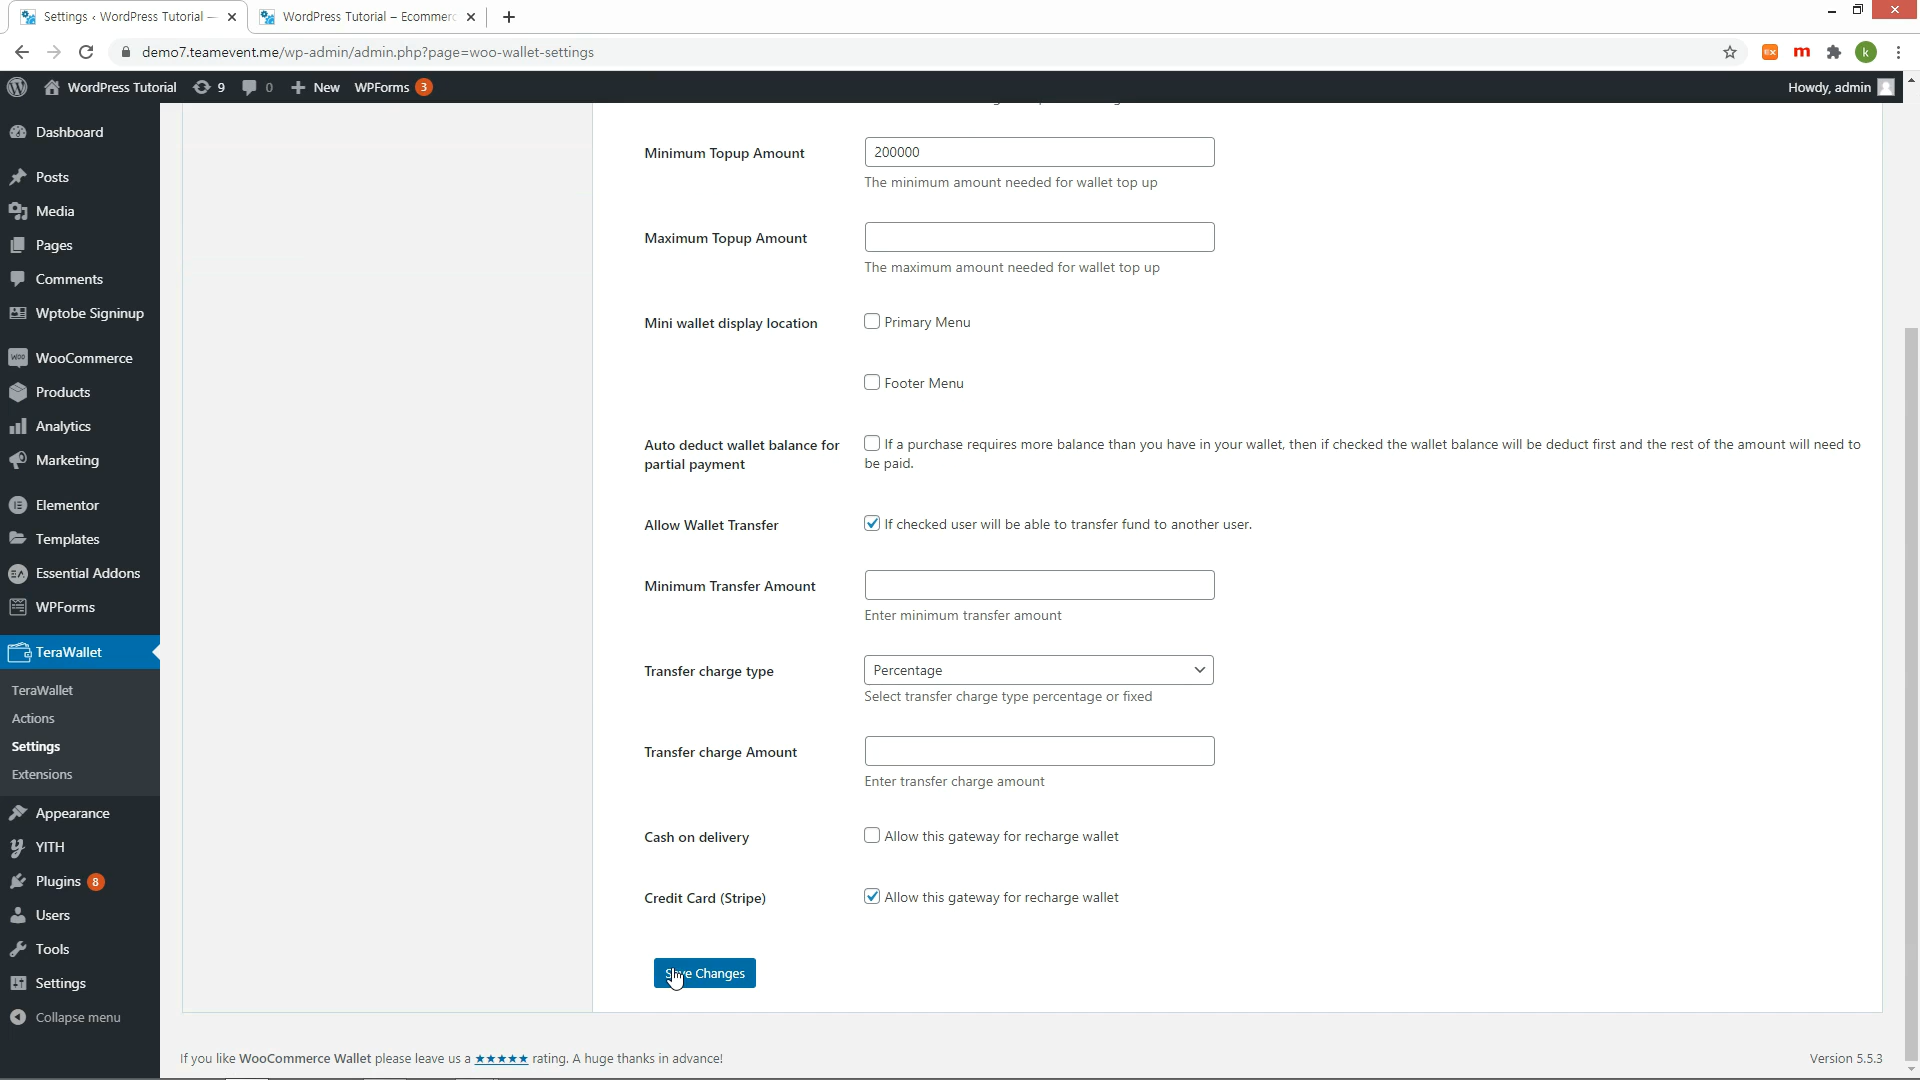 Settings ‹ WordPress Tutorial —
WordPress Tutorial – Ecommerc
demo7.teamevent.me/wp-admin/admin.php?page=woo-wallet-settings
EX
m
k
WordPress Tutorial
9
0
New
WPForms 3
Howdy, admin
Dashboard
Posts
Media
Pages
Comments
Wptobe Signinup
WooCommerce
Products
Analytics
Marketing
Elementor
Templates
Essential Addons
WPForms
TeraWallet
TeraWallet
Actions
Settings
Extensions
Appearance
YITH
Plugins 8
Users
Tools
Settings
Collapse menu
Minimum Topup Amount
200000
The minimum amount needed for wallet top up
Maximum Topup Amount
The maximum amount needed for wallet top up
Mini wallet display location
Primary Menu
Footer Menu
Auto deduct wallet balance for
partial payment
If a purchase requires more balance than you have in your wallet, then if checked the wallet balance will be deduct first and the rest of the amount will need to
be paid.
Allow Wallet Transfer
If checked user will be able to transfer fund to another user.
Minimum Transfer Amount
Enter minimum transfer amount
Transfer charge type
Percentage
Select transfer charge type percentage or fixed
Transfer charge Amount
Enter transfer charge amount
Cash on delivery
Allow this gateway for recharge wallet
Credit Card (Stripe)
Allow this gateway for recharge wallet
Save Changes
If you like WooCommerce Wallet please leave us a ★★★★★ rating. A huge thanks in advance!
Version 5.5.3